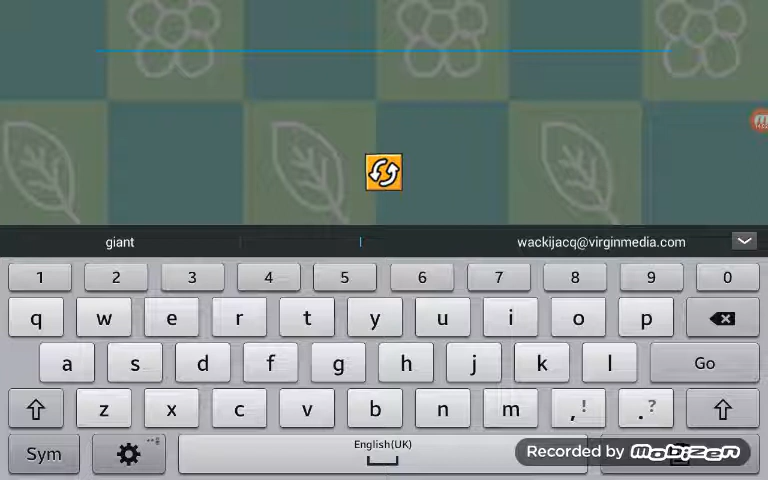 giant wackijacq@virginmedia.com
1 2 3 4 5 6 7 8 9 0
q w e r t y u i o p
a s d f g h j k l Go
z x c v b n m ,! .?
Sym English(UK) Recorded by mobizen